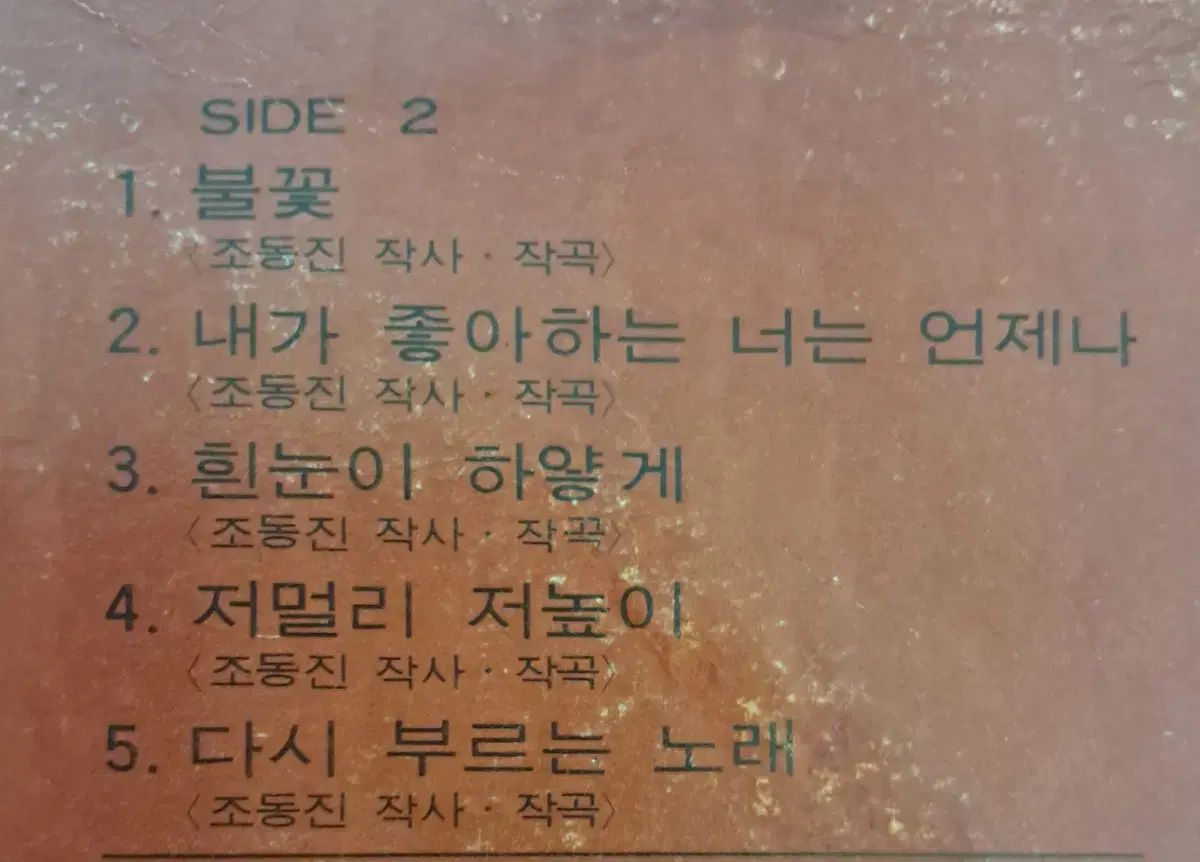 SIDE 2
1. 불꽃
〈조동진 작사 · 작곡〉
2. 내가 좋아하는 너는 언제나
〈조동진 작사 · 작곡〉
3. 흰눈이 하얗게
〈조동진 작사 · 작곡〉
4. 저멀리 저높이
〈조동진 작사 · 작곡〉
5. 다시 부르는 노래
〈조동진 작사 · 작곡〉